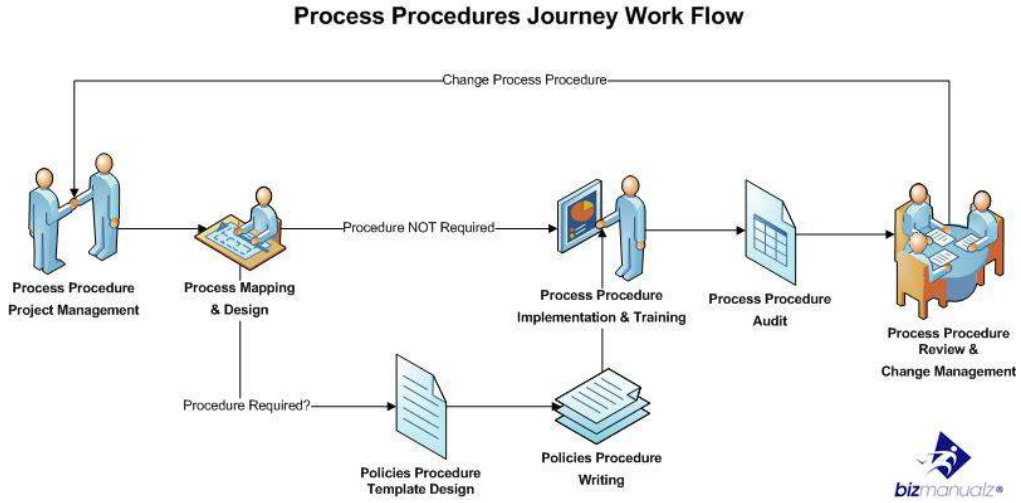 Process Procedures Journey Work Flow
Change Process Procedure
Procedure NOT Required
Process Procedure
Project Management
Process Mapping
& Design
Process Procedure
Implementation & Training
Process Procedure
Audit
Process Procedure
Review &
Change Management
Procedure Required?
Policies Procedure
Template Design
Policies Procedure
Writing
bizmanualz®